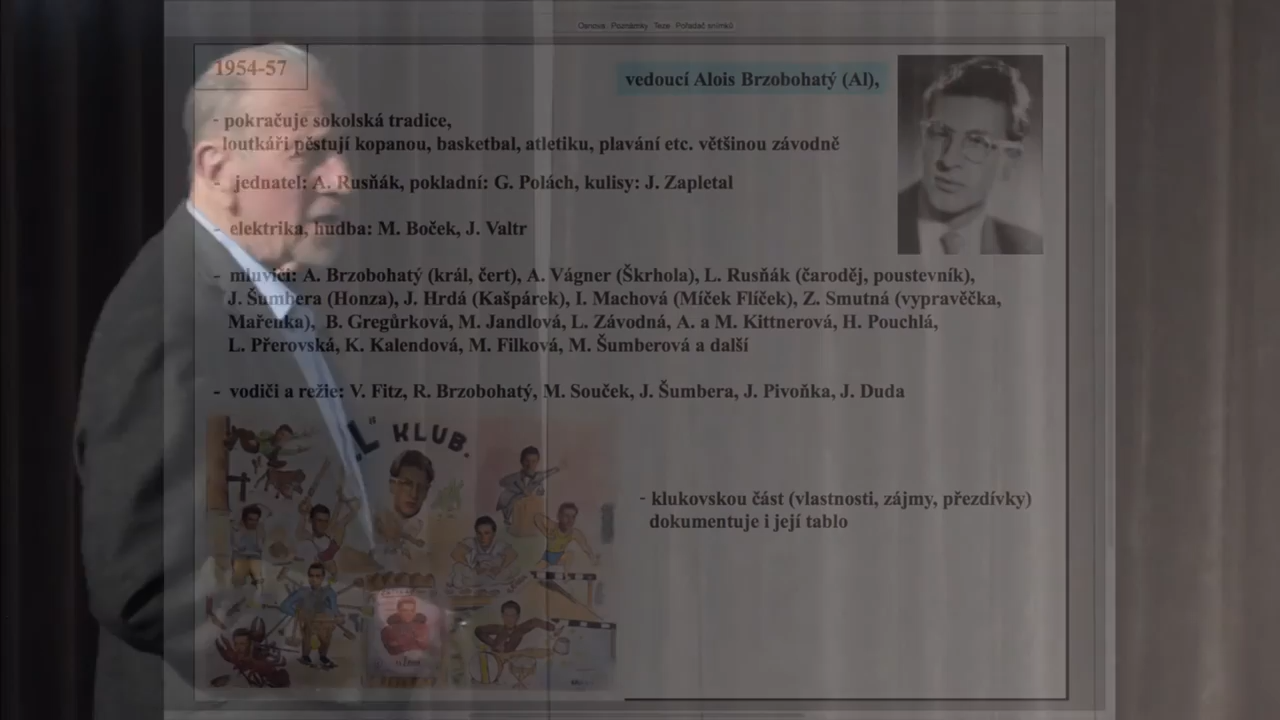 Osnova Poznámky Teze Pořadač snímků
1954-57
vedoucí Alois Brzobohatý (Al),
- pokračuje sokolská tradice,
loutkáři pěstují kopanou, basketbal, atletiku, plavání etc. většinou závodně
- jednatel: A. Rusňák, pokladní: G. Polách, kulisy: J. Zapletal
- elektrika, hudba: M. Boček, J. Valtr
- mluviči: A. Brzobohatý (král, čert), A. Vágner (Škrhola), L. Rusňák (čaroděj, poustevník),
J. Šumbera (Honza), J. Hrdá (Kašpárek), I. Machová (Míček Flíček), Z. Smutná (vypravěčka,
Mařenka), B. Gregůrková, M. Jandlová, L. Závodná, A. a M. Kittnerová, H. Pouchlá,
L. Přerovská, K. Kalendová, M. Filková, M. Šumberová a další
- vodiči a režie: V. Fitz, R. Brzobohatý, M. Souček, J. Šumbera, J. Pivoňka, J. Duda
„L" KLUB.
- klukovskou část (vlastnosti, zájmy, přezdívky)
dokumentuje i její tablo